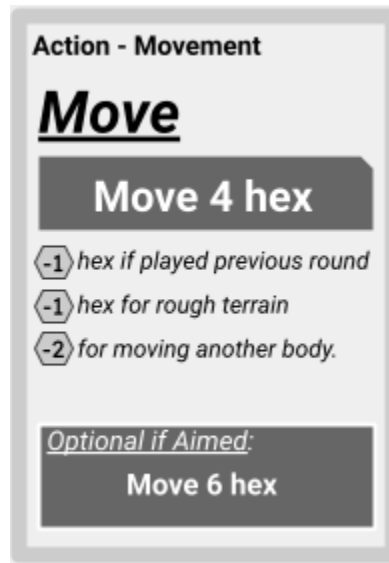 Action - Movement
Move
Move 4 hex
-1 hex if played previous round
-1 hex for rough terrain
-2 for moving another body.
Optional if Aimed:
Move 6 hex